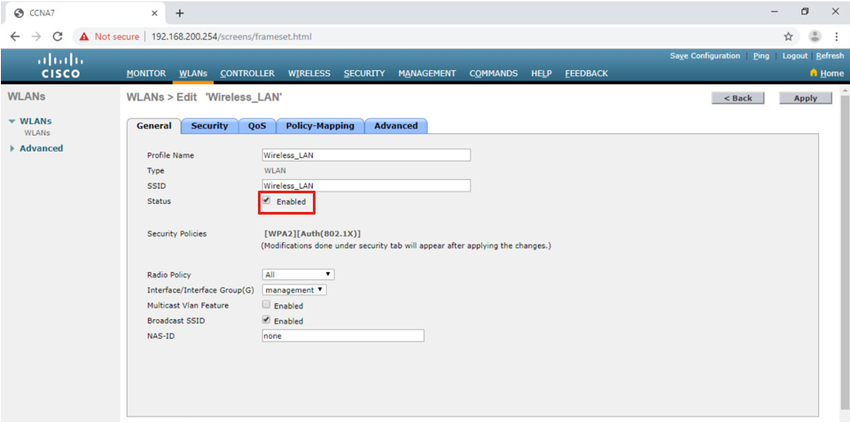 CCNA7
Not secure | 192.168.200.254/screens/frameset.html
Save Configuration | Ping | Logout | Refresh
CISCO
MONITOR WLANs CONTROLLER WIRELESS SECURITY MANAGEMENT COMMANDS HELP FEEDBACK
Home
WLANs
WLANs > Edit 'Wireless_LAN'
< Back
Apply
WLANs
WLANs
Advanced
General Security QoS Policy-Mapping Advanced
Profile Name Wireless_LAN
Type WLAN
SSID Wireless_LAN
Status Enabled
Security Policies [WPA2][Auth(802.1X)]
(Modifications done under security tab will appear after applying the changes.)
Radio Policy All
Interface/Interface Group(G) management
Multicast Vlan Feature Enabled
Broadcast SSID Enabled
NAS-ID none